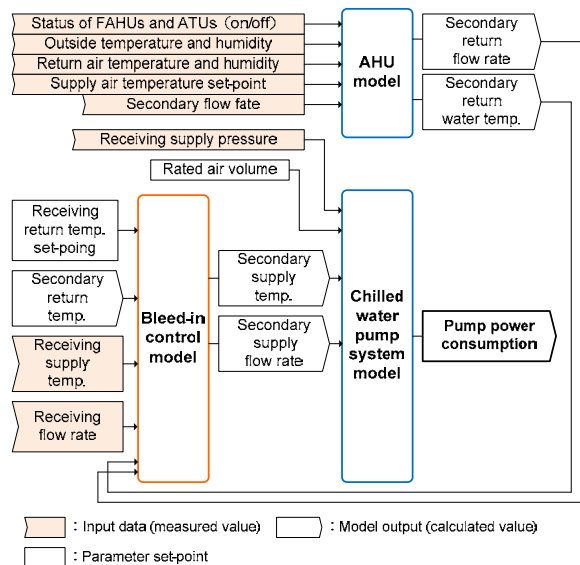 Status of FAHUs and ATUs (on/off)
Outside temperature and humidity
Return air temperature and humidity
Supply air temperature set-point
Secondary flow fate
AHU
model
Secondary
return
flow rate
Secondary
return
water temp.
Receiving supply pressure
Rated air volume
Receiving
return temp.
set-poing
Secondary
return
temp.
Receiving
supply
temp.
Receiving
flow rate
Bleed-in
control
model
Secondary
supply
temp.
Secondary
supply
flow rate
Chilled
water
pump
system
model
Pump power
consumption
: Input data (measured value)
: Model output (calculated value)
: Parameter set-point